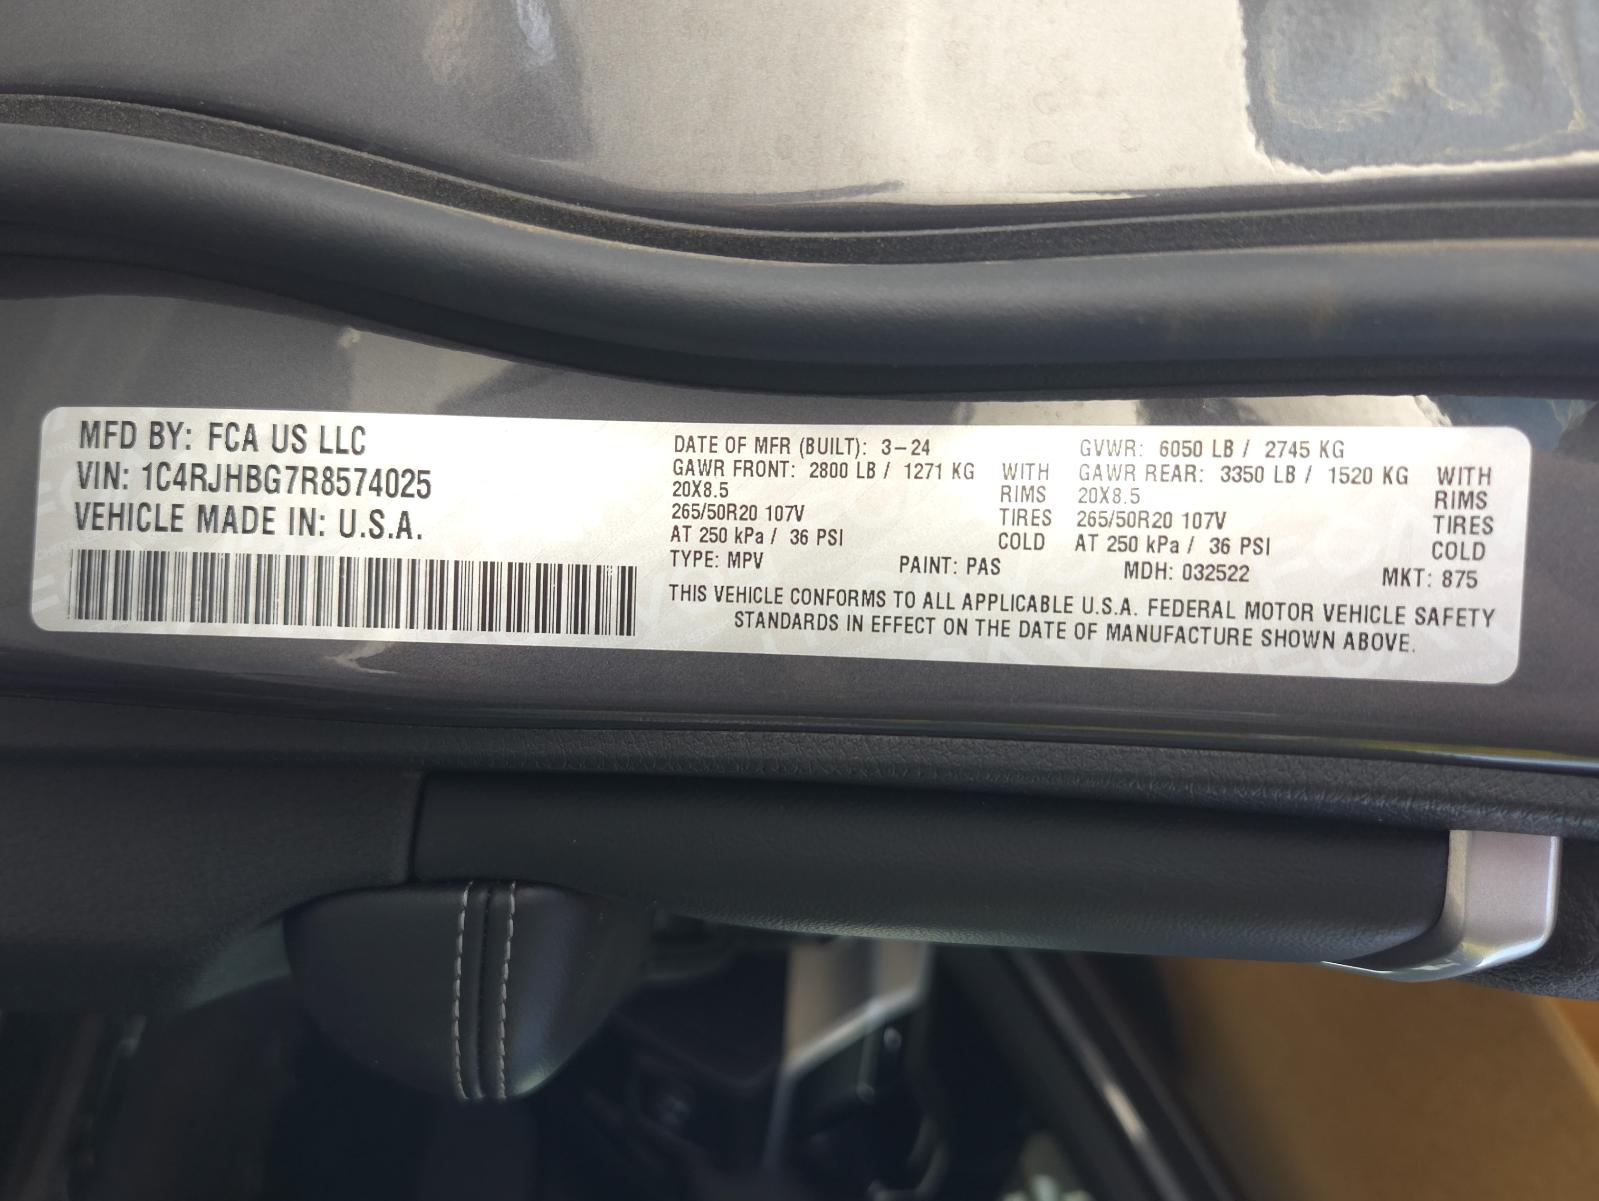 MFD BY: FCA US LLC
VIN: 1C4RJHBG7R8574025
VEHICLE MADE IN: U.S.A.
DATE OF MFR (BUILT): 3-24
GAWR FRONT: 2800 LB / 1271 KG WITH
20X8.5 RIMS
265/50R20 107V TIRES
AT 250 kPa / 36 PSI COLD
GVWR: 6050 LB / 2745 KG
GAWR REAR: 3350 LB / 1520 KG WITH
20X8.5 RIMS
265/50R20 107V TIRES
AT 250 kPa / 36 PSI COLD
TYPE: MPV PAINT: PAS MDH: 032522 MKT: 875
THIS VEHICLE CONFORMS TO ALL APPLICABLE U.S.A. FEDERAL MOTOR VEHICLE SAFETY
STANDARDS IN EFFECT ON THE DATE OF MANUFACTURE SHOWN ABOVE.